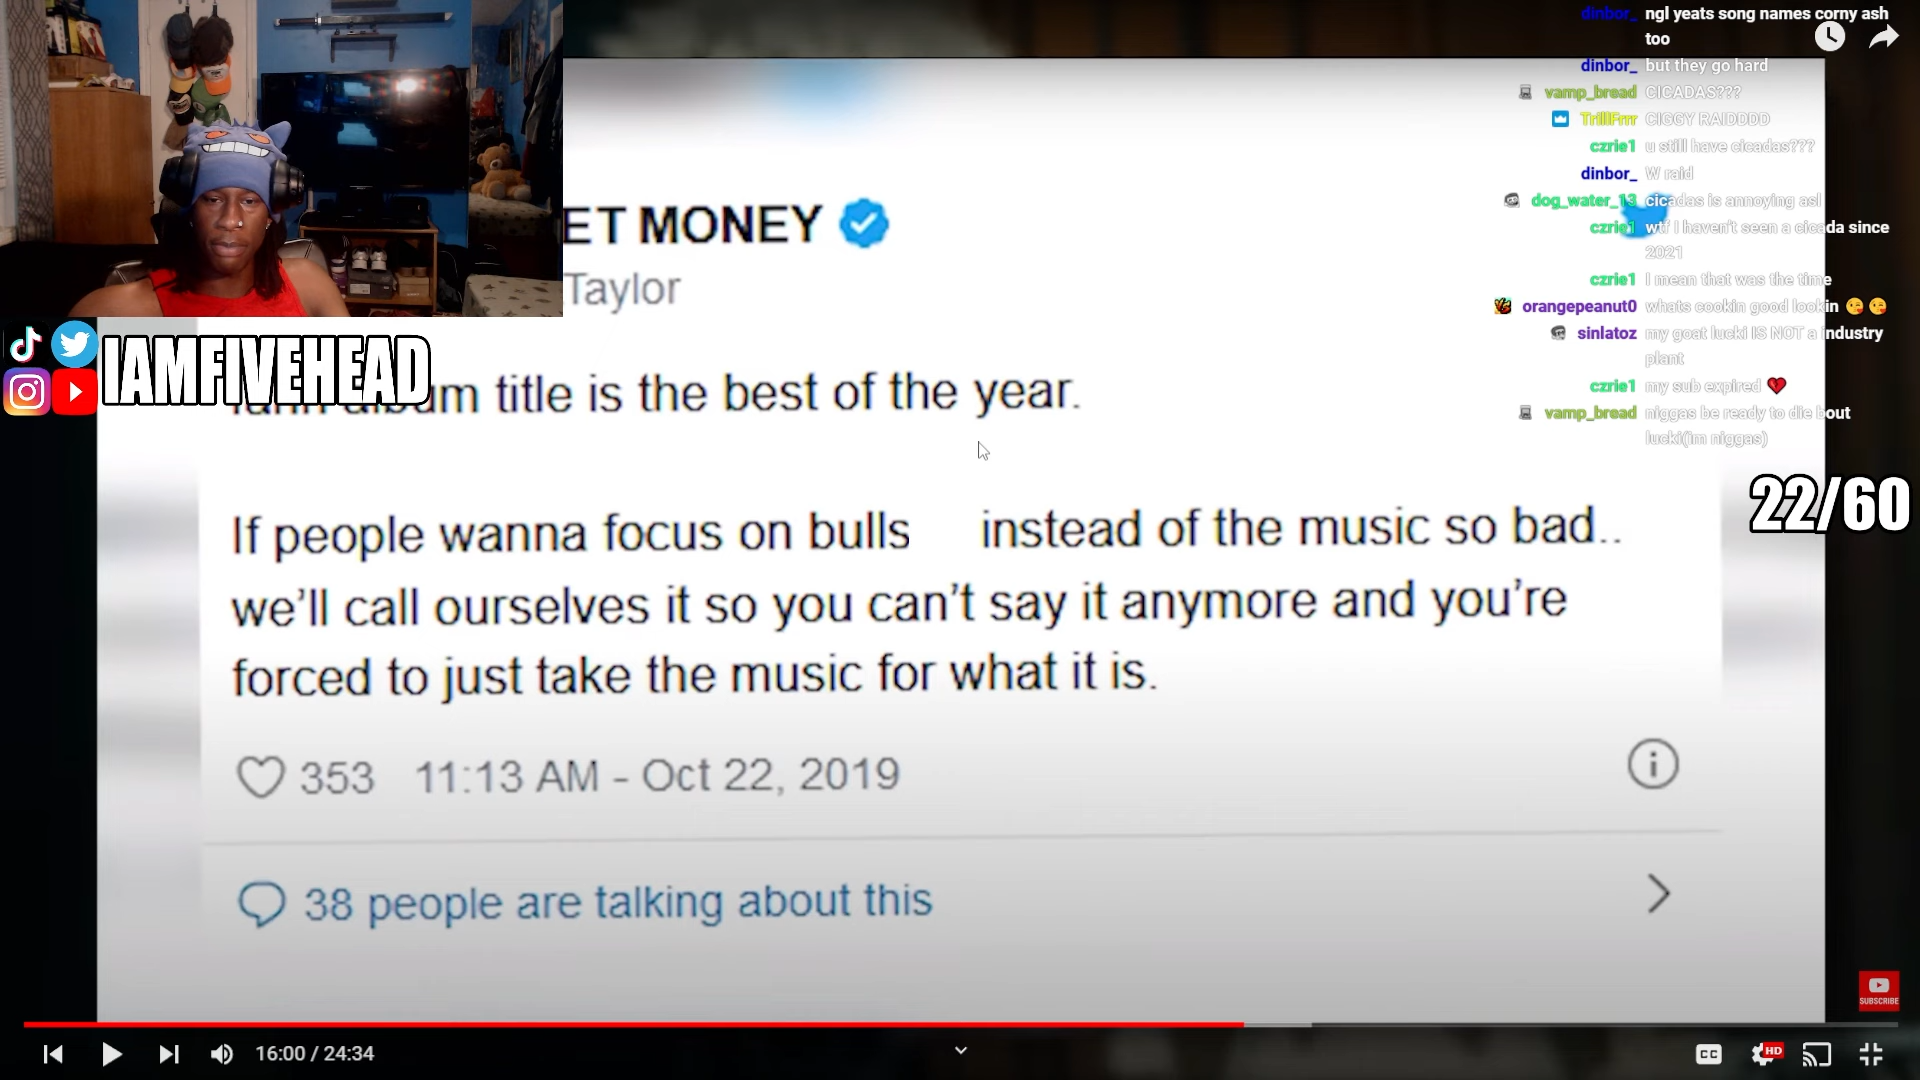 dinbor_ ngl yeats song names corny ash
too
dinbor_ but they go hard
vamp_bread CICADAS???
TrillFrrr CIGGY RAIDDDD
czrie1 u still have cicadas???
dinbor_ W raid
dog_water_13 cicadas is annoying asl
czrie1 wtf I haven't seen a cicada since
2021
czrie1 I mean that was the time
orangepeanut0 whats cookin good lookin 😘 😘
sinlatoz my goat lucki IS NOT a industry
plant
czrie1 my sub expired
vamp_bread niggas be ready to die bout
lucki(im niggas)
ET MONEY
Taylor
IAMFIVEHEAD
title is the best of the year.
22/60
If people wanna focus on bulls instead of the music so bad..
we'll call ourselves it so you can't say it anymore and you're
forced to just take the music for what it is.
353 11:13 AM - Oct 22, 2019
38 people are talking about this
SUBSCRIBE
16:00 / 24:34
CC
HD